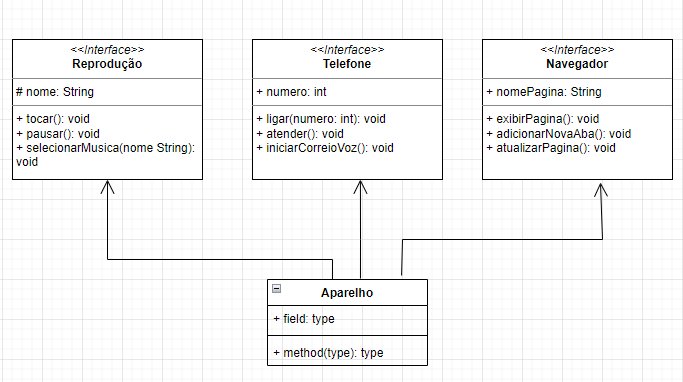 <<Interface>>
Reprodução
# nome: String
+ tocar(): void
+ pausar(): void
+ selecionarMusica(nome String):
void
<<Interface>>
Telefone
+ numero: int
+ ligar(numero: int): void
+ atender(): void
+ iniciarCorreioVoz(): void
<<Interface>>
Navegador
+ nomePagina: String
+ exibirPagina(): void
+ adicionarNovaAba(): void
+ atualizarPagina(): void
Aparelho
+ field: type
+ method(type): type